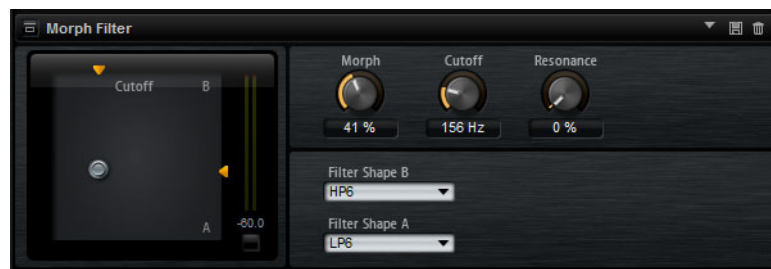 Morph Filter
Cutoff B
A
-60.0
Morph Cutoff Resonance
41 % 156 Hz 0 %
Filter Shape B
HP6
Filter Shape A
LP6